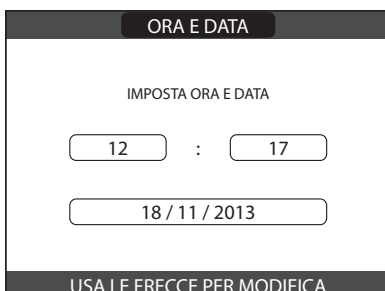 ORA E DATA
IMPOSTA ORA E DATA
12 : 17
18 / 11 / 2013
USA LE FRECCE PER MODIFICA